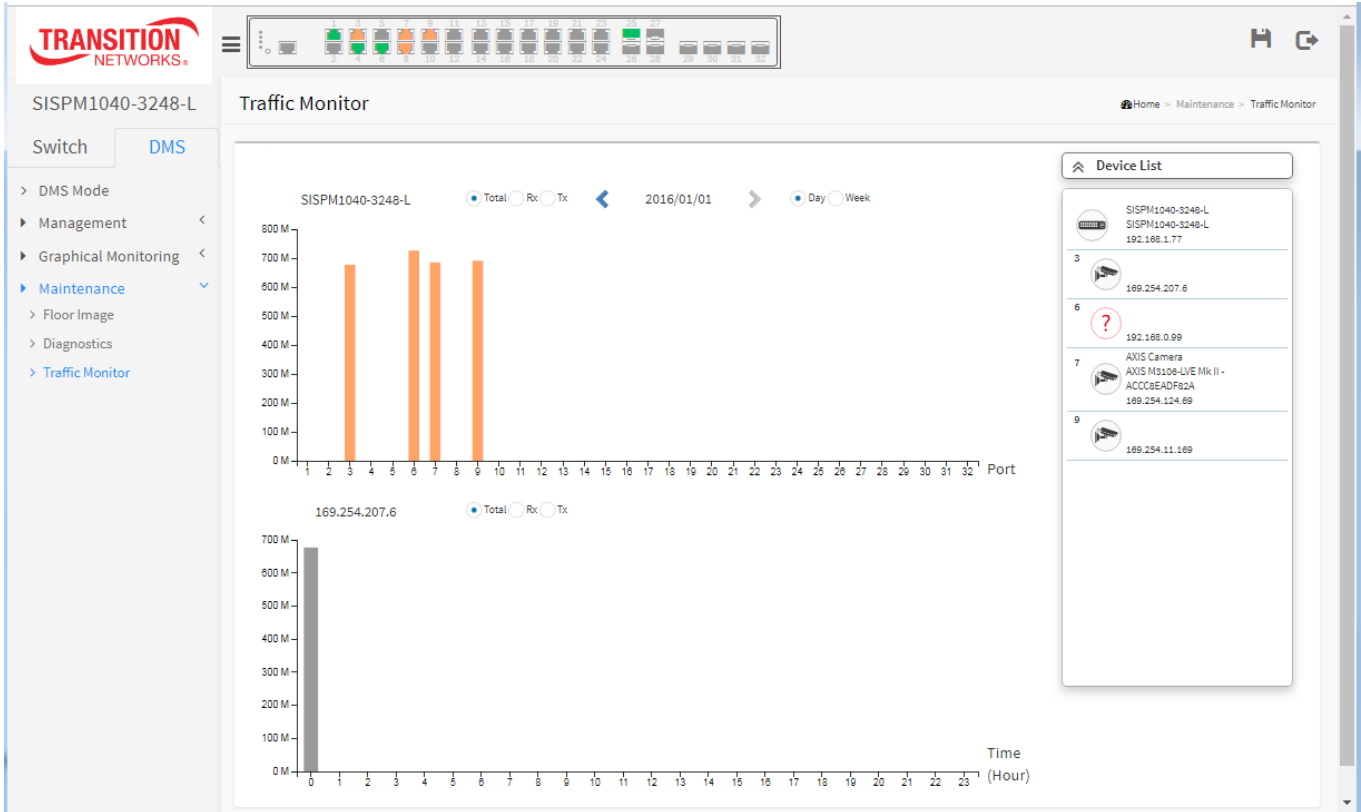 1 3 5 7 9 11 13 15 17 19 21 23 25 27
TRANSITION
NETWORKS®
2 4 6 8 10 12 14 16 18 20 22 24 26 28 29 30 31 32
SISPM1040-3248-L
Traffic Monitor
Home > Maintenance > Traffic Monitor
Switch
DMS
> DMS Mode
Management
Graphical Monitoring
Maintenance
> Floor Image
> Diagnostics
> Traffic Monitor
SISPM1040-3248-L
Total Rx Tx
2016/01/01
Day Week
800 M
700 M
600 M
500 M
400 M
300 M
200 M
100 M
0 M
1 2 3 4 5 6 7 8 9 10 11 12 13 14 15 16 17 18 19 20 21 22 23 24 25 26 27 28 29 30 31 32
Port
169.254.207.6
Total Rx Tx
700 M
600 M
500 M
400 M
300 M
200 M
100 M
0 M
0 1 2 3 4 5 6 7 8 9 10 11 12 13 14 15 16 17 18 19 20 21 22 23
Time
(Hour)
Device List
SISPM1040-3248-L
SISPM1040-3248-L
192.168.1.77
3
169.254.207.6
6
?
192.168.0.99
7
AXIS Camera
AXIS M3106-LVE Mk II -
ACCC8EADF82A
169.254.124.69
9
169.254.11.169